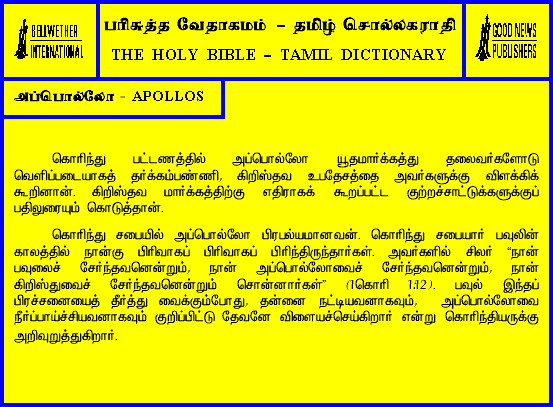 BELLWETHER
INTERNATIONAL
பரிசுத்த வேதாகமம் – தமிழ் சொல்லகராதி
THE HOLY BIBLE – TAMIL DICTIONARY
GOOD NEWS
PUBLISHERS
அப்பொல்லோ - APOLLOS
கொரிந்து பட்டணத்தில் அப்பொல்லோ யூதமார்க்கத்து தலைவர்களோடு
வெளிப்படையாகத் தர்க்கம்பண்ணி, கிறிஸ்தவ உபதேசத்தை அவர்களுக்கு விளக்கிக்
கூறினான். கிறிஸ்தவ மார்க்கத்திற்கு எதிராகக் கூறப்பட்ட குற்றச்சாட்டுக்களுக்குப்
பதிலுரையும் கொடுத்தான்.
கொரிந்து சபையில் அப்பொல்லோ பிரபல்யமானவன். கொரிந்து சபையார் பவுலின்
காலத்தில் நான்கு பிரிவாகப் பிரிவாகப் பிரிந்திருந்தார்கள். அவர்களில் சிலர் “நான்
பவுலைச் சேர்ந்தவனென்றும், நான் அப்பொல்லோவைச் சேர்ந்தவனென்றும், நான்
கிறிஸ்துவைச் சேர்ந்தவனென்றும் சொன்னார்கள்” (1கொரி 1:12). பவுல் இந்தப்
பிரச்சனையைத் தீர்த்து வைக்கும்போது, தன்னை நட்டியவனாகவும், அப்பொல்லோவை
நீர்ப்பாய்ச்சியவனாகவும் குறிப்பிட்டு தேவனே விளையச்செய்கிறார் என்று கொரிந்தியருக்கு
அறிவுறுத்துகிறார்.